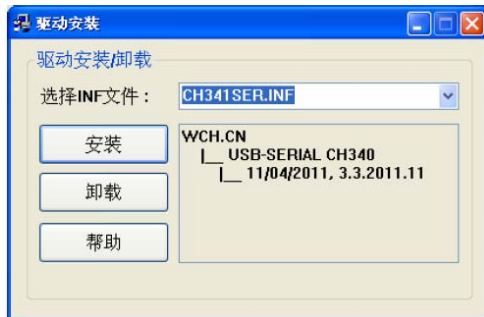 驱动安装
驱动安装/卸载
选择INF文件：
CH341SER.INF
安装
卸载
帮助
WCH.CN
|__ USB-SERIAL CH340
|__ 11/04/2011, 3.3.2011.11